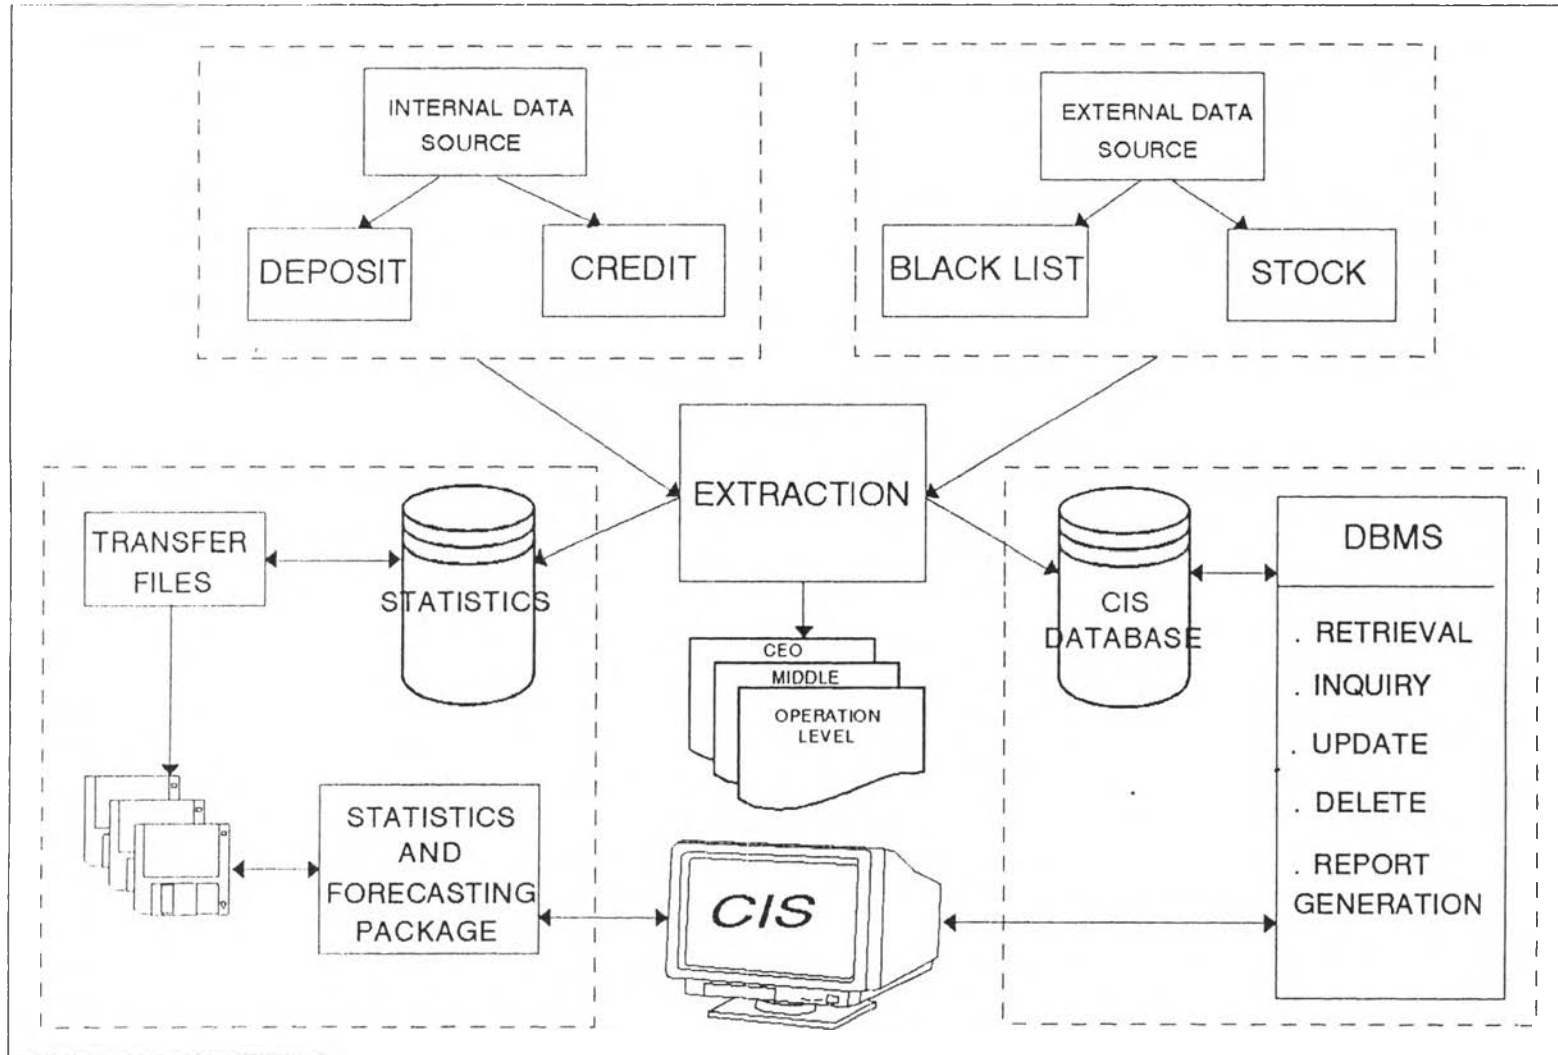 INTERNAL DATA
SOURCE
DEPOSIT
CREDIT
EXTERNAL DATA
SOURCE
BLACK LIST
STOCK
EXTRACTION
TRANSFER
FILES
STATISTICS
CEO
MIDDLE
OPERATION
LEVEL
CIS
DATABASE
DBMS
. RETRIEVAL
. INQUIRY
. UPDATE
. DELETE
. REPORT
GENERATION
STATISTICS
AND
FORECASTING
PACKAGE
CIS